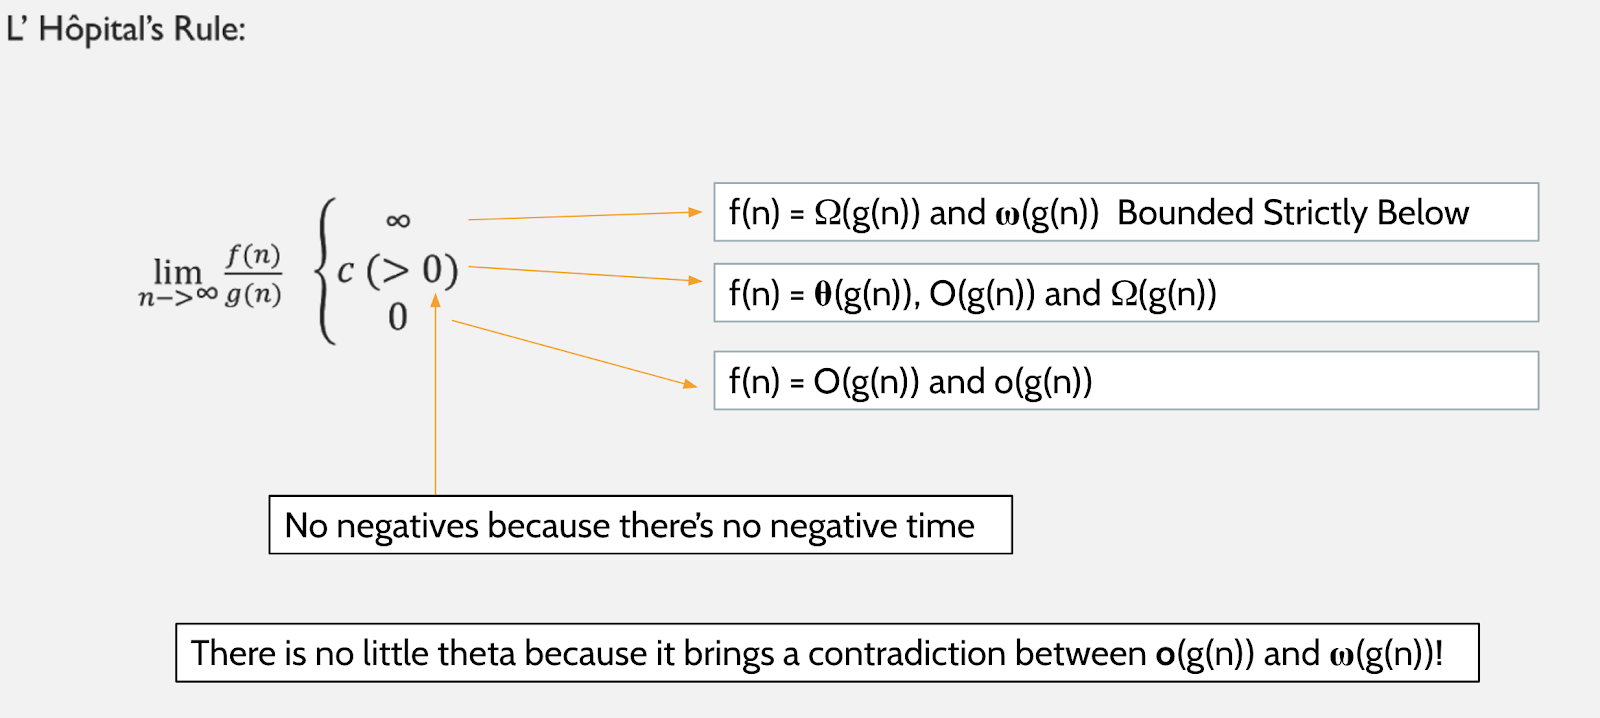 L’ Hôpital’s Rule:
∞
f(n) = Ω(g(n)) and ω(g(n))  Bounded Strictly Below
lim n–>∞ f(n)/g(n) { c (> 0)
f(n) = θ(g(n)), O(g(n)) and Ω(g(n))
0
f(n) = O(g(n)) and o(g(n))
No negatives because there’s no negative time
There is no little theta because it brings a contradiction between o(g(n)) and ω(g(n))!